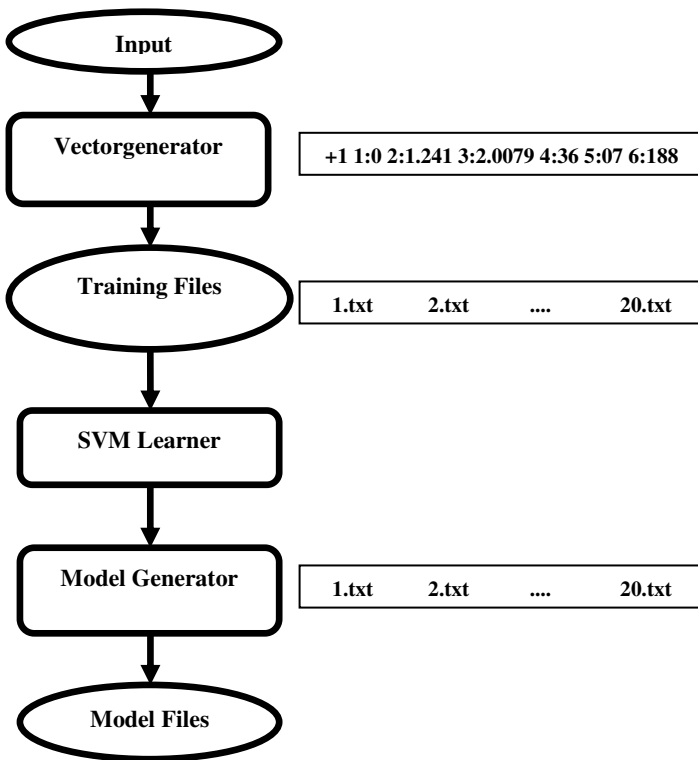 Input
Vectorgenerator
+1 1:0 2:1.241 3:2.0079 4:36 5:07 6:188
Training Files
1.txt 2.txt .... 20.txt
SVM Learner
Model Generator
1.txt 2.txt .... 20.txt
Model Files